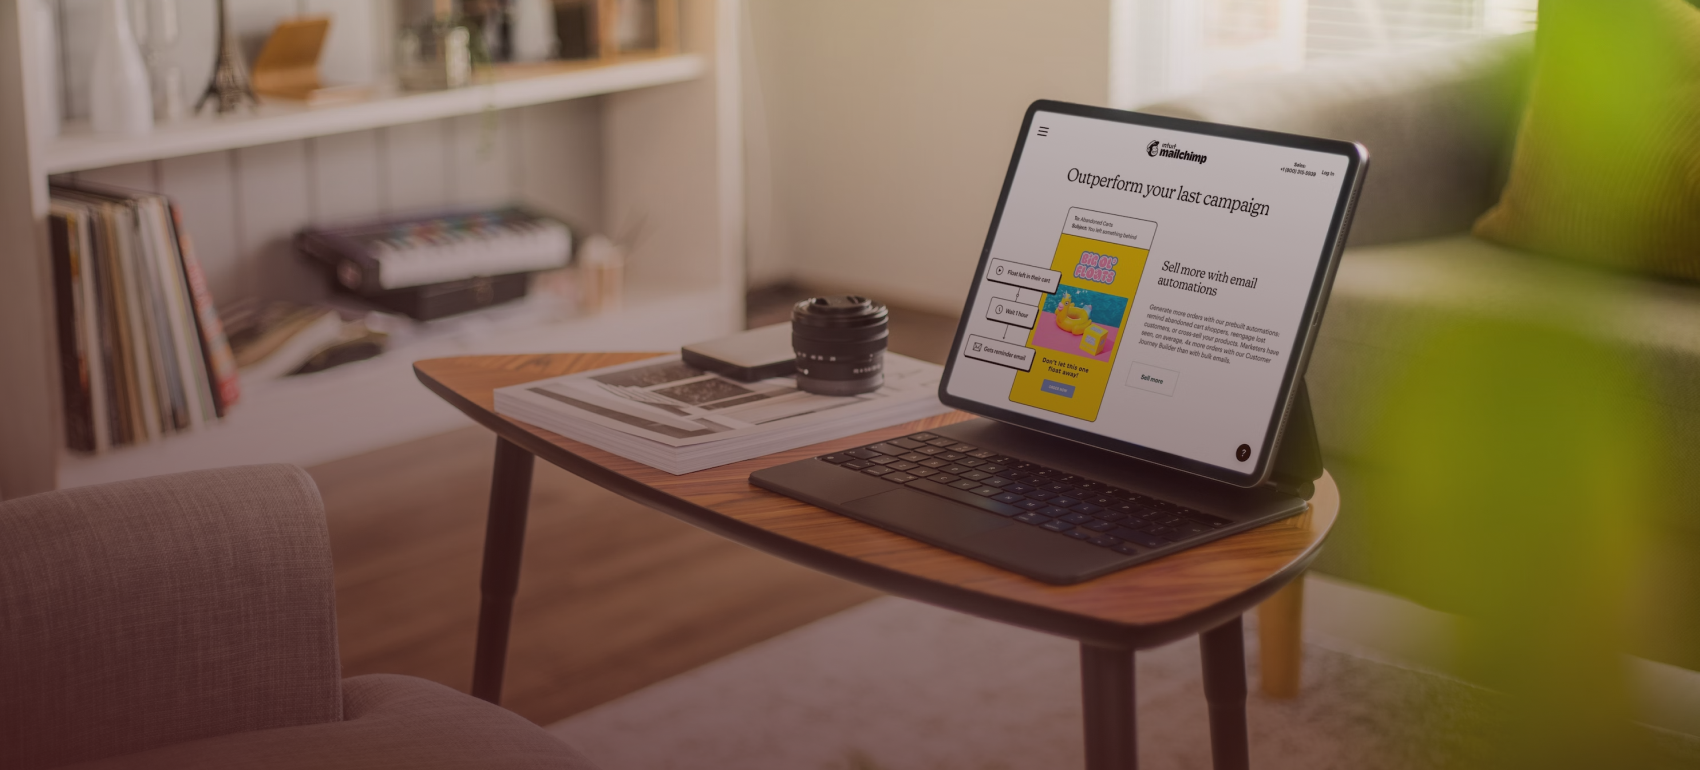 intuit
mailchimp
Sales:
+1 (800) 315-5939
Log In
Outperform your last campaign
To: Abandoned Carts
Subject: You left something behind
BIG OL'
FLOATS
Float left in their cart
Wait 1 hour
Gets reminder email
Don't let this one
float away!
Sell more with email
automations
Generate more orders with our prebuilt automations:
remind abandoned cart shoppers, reengage lost
customers, or cross-sell your products. Marketers have
seen, on average, 4x more orders with our Customer
Journey Builder than with bulk emails.
Sell more
?